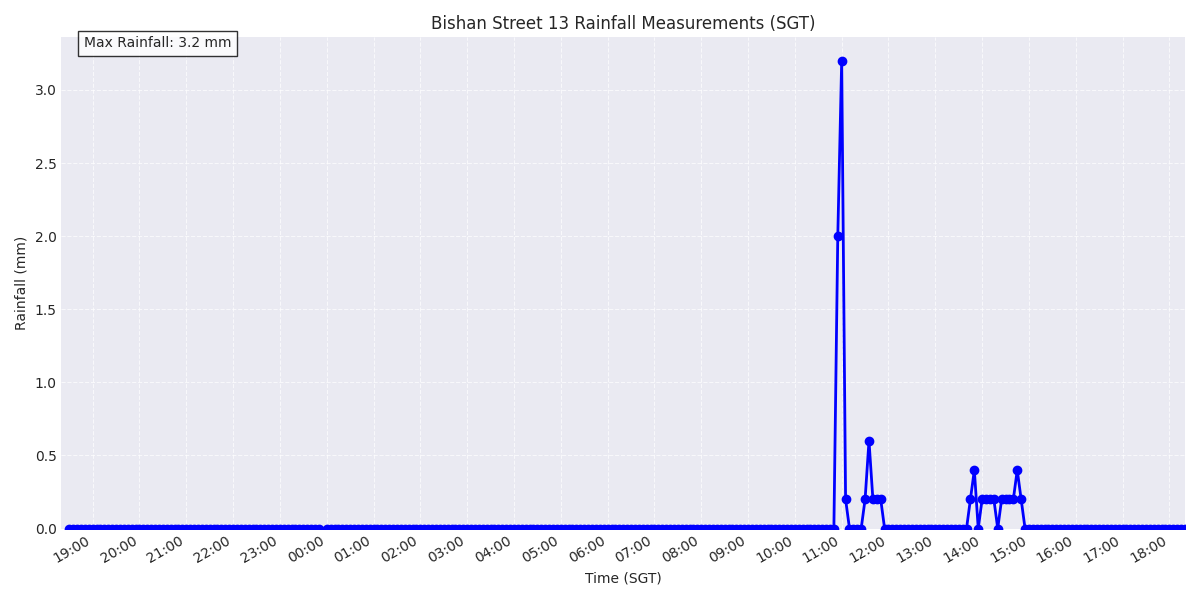 Bishan Street 13 Rainfall Measurements (SGT)
Max Rainfall: 3.2 mm
3.0
2.5
2.0
1.5
1.0
0.5
0.0
Rainfall (mm)
19:00 20:00 21:00 22:00 23:00 00:00 01:00 02:00 03:00 04:00 05:00 06:00 07:00 08:00 09:00 10:00 11:00 12:00 13:00 14:00 15:00 16:00 17:00 18:00
Time (SGT)